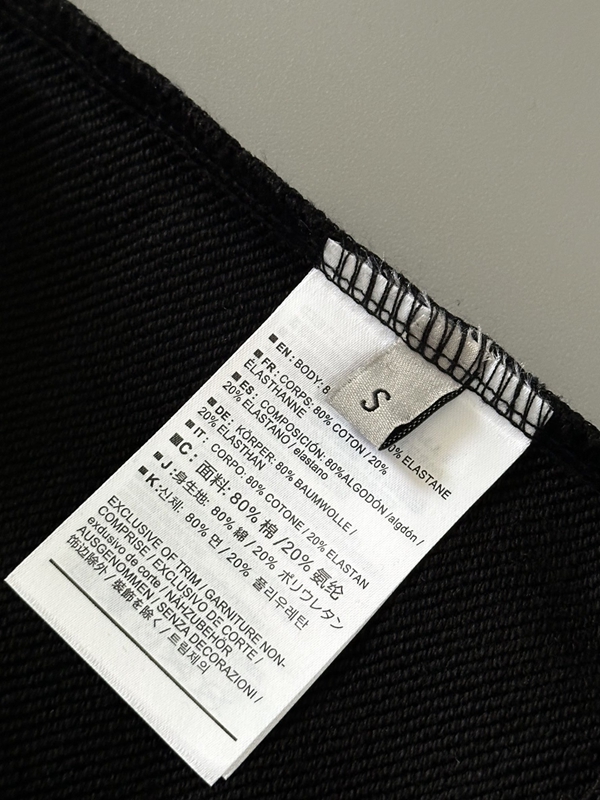 S
EN: BODY: 8 0% ELASTANE
FR: CORPS: 80% COTON / 20%
ÉLASTHANNE
ES: COMPOSICIÓN: 80%ALGODÓN /algdón /
20% ELASTANO / elastano
DE: KÖRPER: 80% BAUMWOLLE /
20% ELASTHAN
IT: CORPO: 80% COTONE / 20% ELASTAN
C: 面料: 80% 棉 /20% 氨纶
J:身生地: 80% 綿 / 20% ポリウレタン
K:신체: 80% 면 / 20% 폴리우레탄
EXCLUSIVE OF TRIM / GARNITURE NON-
COMPRISE / EXCLUSIVO DE CORTE /
exclusivo de corte / NAHZUBEHÖR
AUSGENOMMEN / SENZA DECORAZIONI /
饰边除外 / 装飾を除く / 트림제외